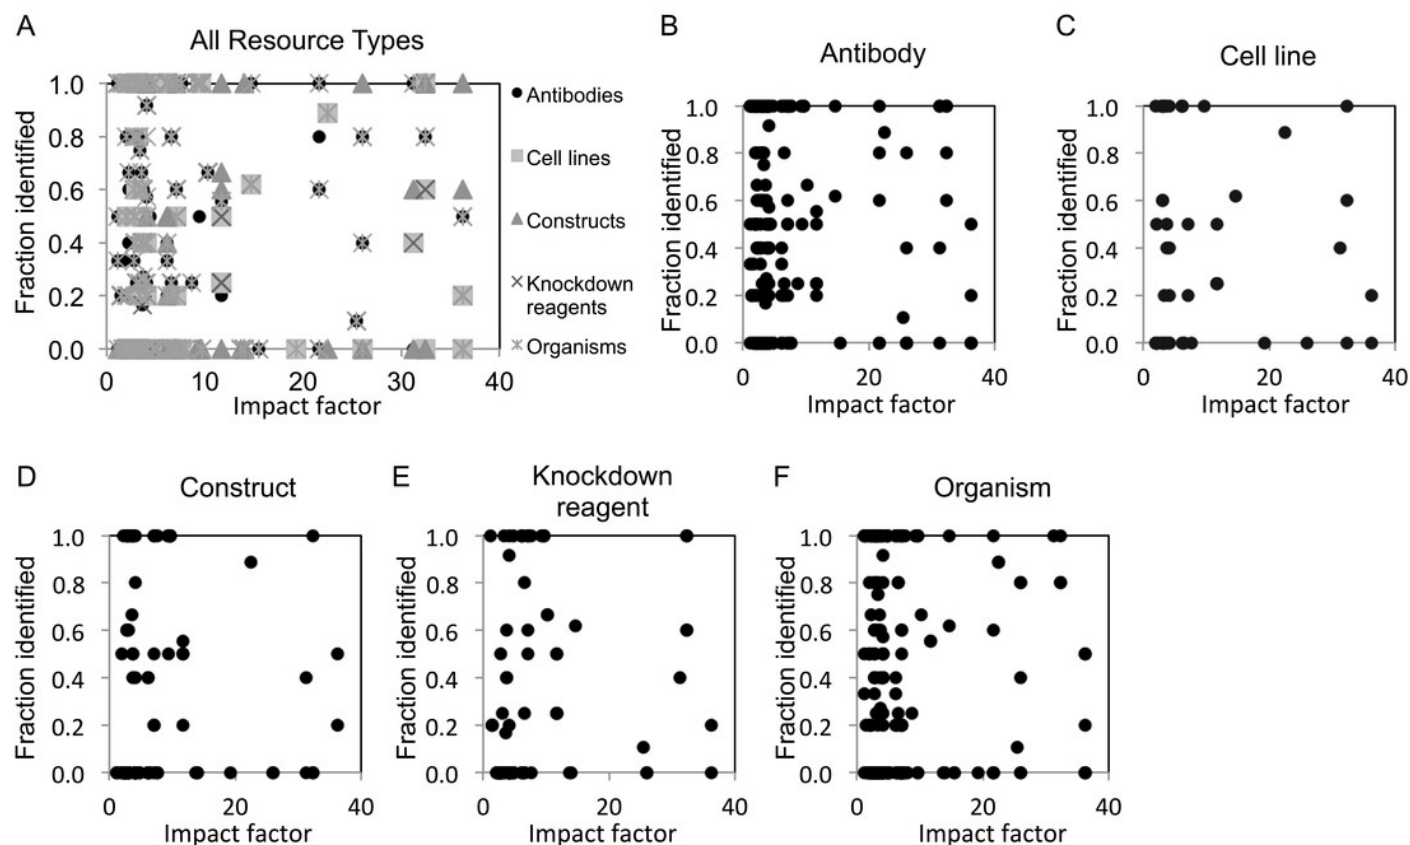 A
All Resource Types
Fraction identified
1.0
0.8
0.6
0.4
0.2
0.0
0 10 20 30 40
Impact factor
Antibodies
Cell lines
Constructs
Knockdown
reagents
Organisms
B
Antibody
Fraction identified
1.0
0.8
0.6
0.4
0.2
0.0
0 20 40
Impact factor
C
Cell line
Fraction identified
1.0
0.8
0.6
0.4
0.2
0.0
0 20 40
Impact factor
D
Construct
Fraction identified
1.0
0.8
0.6
0.4
0.2
0.0
0 20 40
Impact factor
E
Knockdown
reagent
Fraction identified
1.0
0.8
0.6
0.4
0.2
0.0
0 20 40
Impact factor
F
Organism
Fraction identified
1.0
0.8
0.6
0.4
0.2
0.0
0 20 40
Impact factor